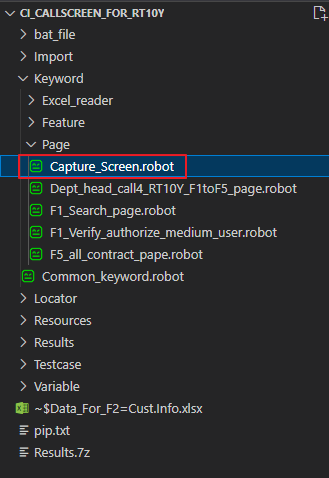 CI_CALLSCREEN_FOR_RT10Y
bat_file
Import
Keyword
Excel_reader
Feature
Page
Capture_Screen.robot
Dept_head_call4_RT10Y_F1toF5_page.robot
F1_Search_page.robot
F1_Verify_authorize_medium_user.robot
F5_all_contract_pape.robot
Common_keyword.robot
Locator
Resources
Results
Testcase
Variable
~$Data_For_F2=Cust.Info.xlsx
pip.txt
Results.7z